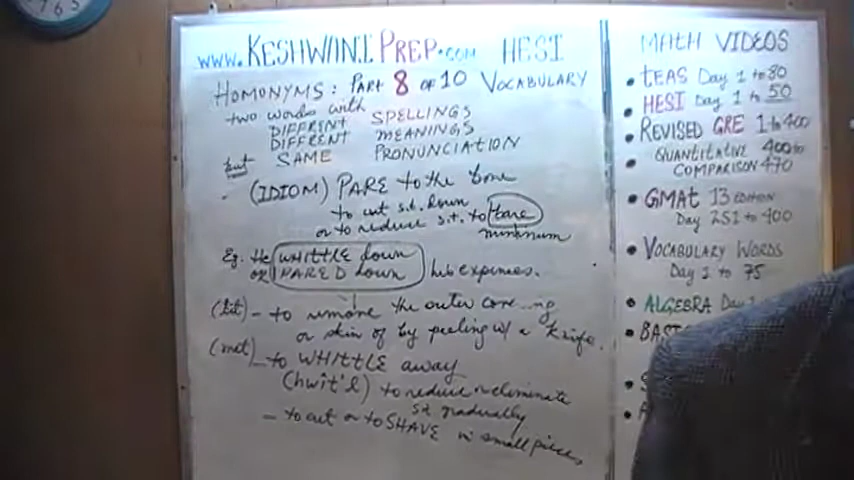 www.KESHWANIPREP.com HESI
HOMONYMS: PART 8 OF 10 VOCABULARY
two words with
DIFFRENT SPELLINGS
DIFFRENT MEANINGS
but SAME PRONUNCIATION
(IDIOM) PARE to the bone
to cut s.t. down
or to reduce s.t. to bare
minimum
Eg. He WHITTLE down
or PARED down his expenses.
(lit) - to remove the outer
or skin of by peeling w/ a knife.
(met) - to WHITTLE away
(hwit'l) to reduce or eliminate
s.t. gradually
- to cut or to SHAVE in small pieces
MATH VIDEOS
• TEAS Day 1 to 80
• HESI Day 1 to 50
• REVISED GRE 1 to 400
• QUANTITATIVE 400 to
COMPARISON 470
• GMAT 13 EDITION
Day 251 to 400
• VOCABULARY WORDS
Day 1 to 75
• ALGEBRA Day